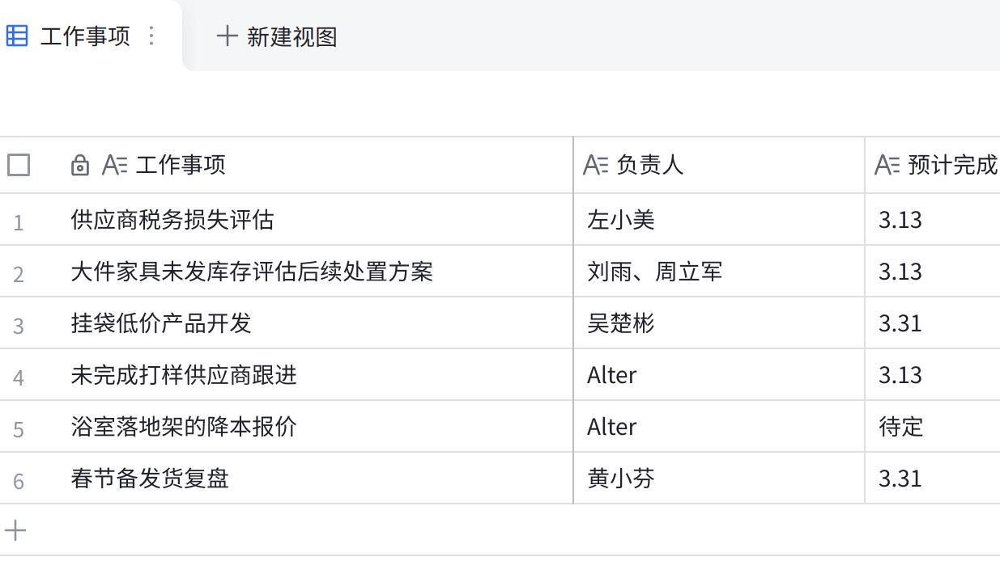 工作事项 新建视图
工作事项 负责人 预计完成
1 供应商税务损失评估 左小美 3.13
2 大件家具未发库存评估后续处置方案 刘雨、周立军 3.13
3 挂袋低价产品开发 吴楚彬 3.31
4 未完成打样供应商跟进 Alter 3.13
5 浴室落地架的降本报价 Alter 待定
6 春节备发货复盘 黄小芬 3.31